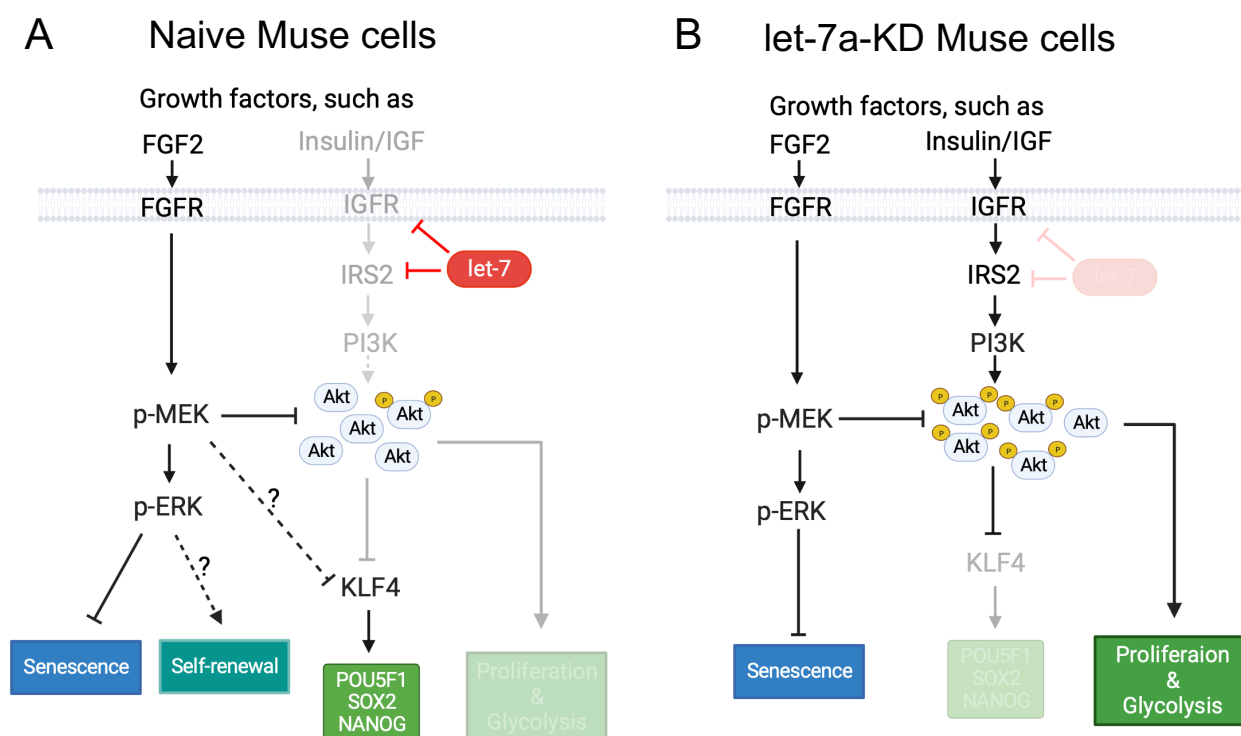 A
Naive Muse cells
Growth factors, such as
FGF2
Insulin/IGF
FGFR
IGFR
IRS2
let-7
PI3K
p-MEK
Akt
P
P
Akt
Akt
Akt
Akt
?
p-ERK
?
KLF4
Senescence
Self-renewal
POU5F1
SOX2
NANOG
Proliferation
&
Glycolysis
B
let-7a-KD Muse cells
Growth factors, such as
FGF2
Insulin/IGF
FGFR
IGFR
IRS2
let-7
PI3K
p-MEK
P
P
Akt
P
P
Akt
Akt
P
P
Akt
P
P
Akt
p-ERK
KLF4
Senescence
POU5F1
SOX2
NANOG
Proliferaion
&
Glycolysis